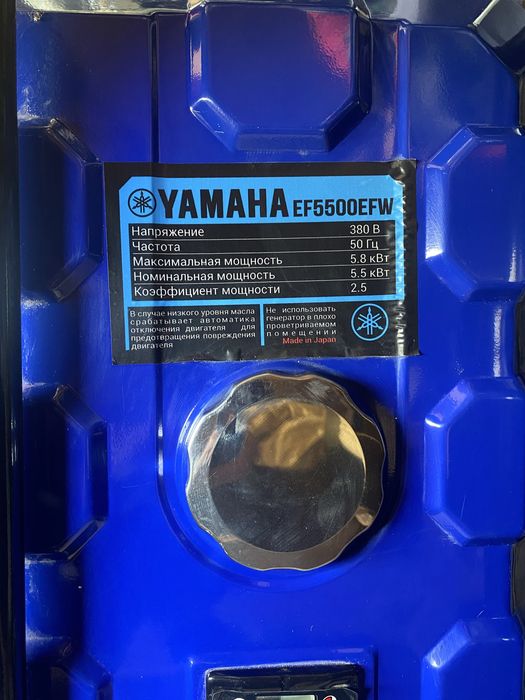 YAMAHA EF5500EFW
Напряжение 380 В
Частота 50 Гц
Максимальная мощность 5.8 кВт
Номинальная мощность 5.5 кВт
Коэффициент мощности 2.5
В случае низкого уровня масла
срабатывает автоматика
отключения двигателя для
предотвращения повреждения
двигателя
Не использовать
генератор в плохо
проветриваемом
помещении
Made in Japan